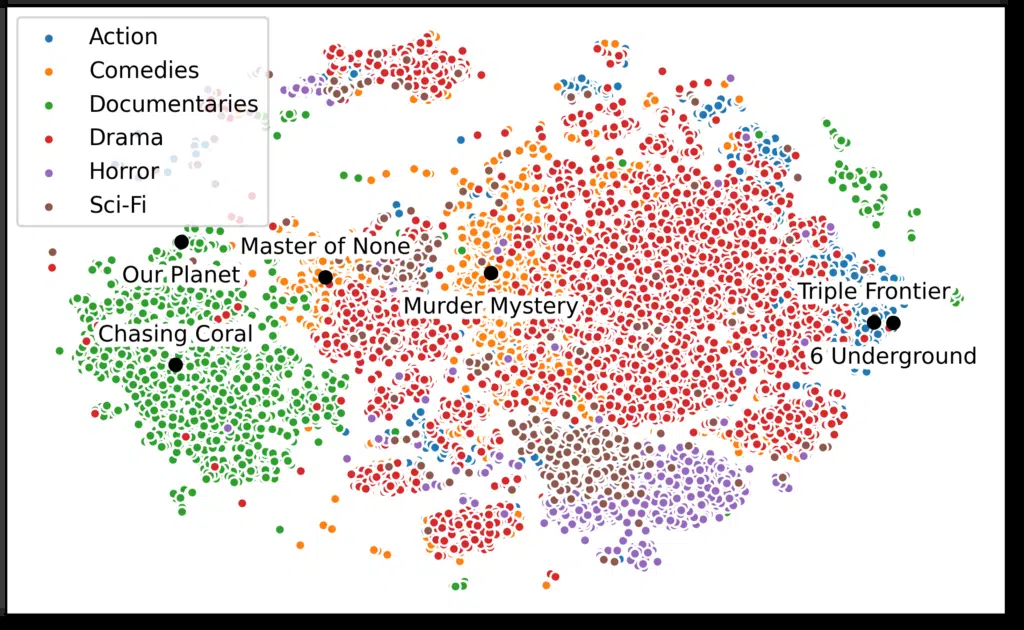 Action
Comedies
Documentaries
Drama
Horror
Sci-Fi
Master of None
Our Planet
Triple Frontier
Murder Mystery
Chasing Coral
6 Underground